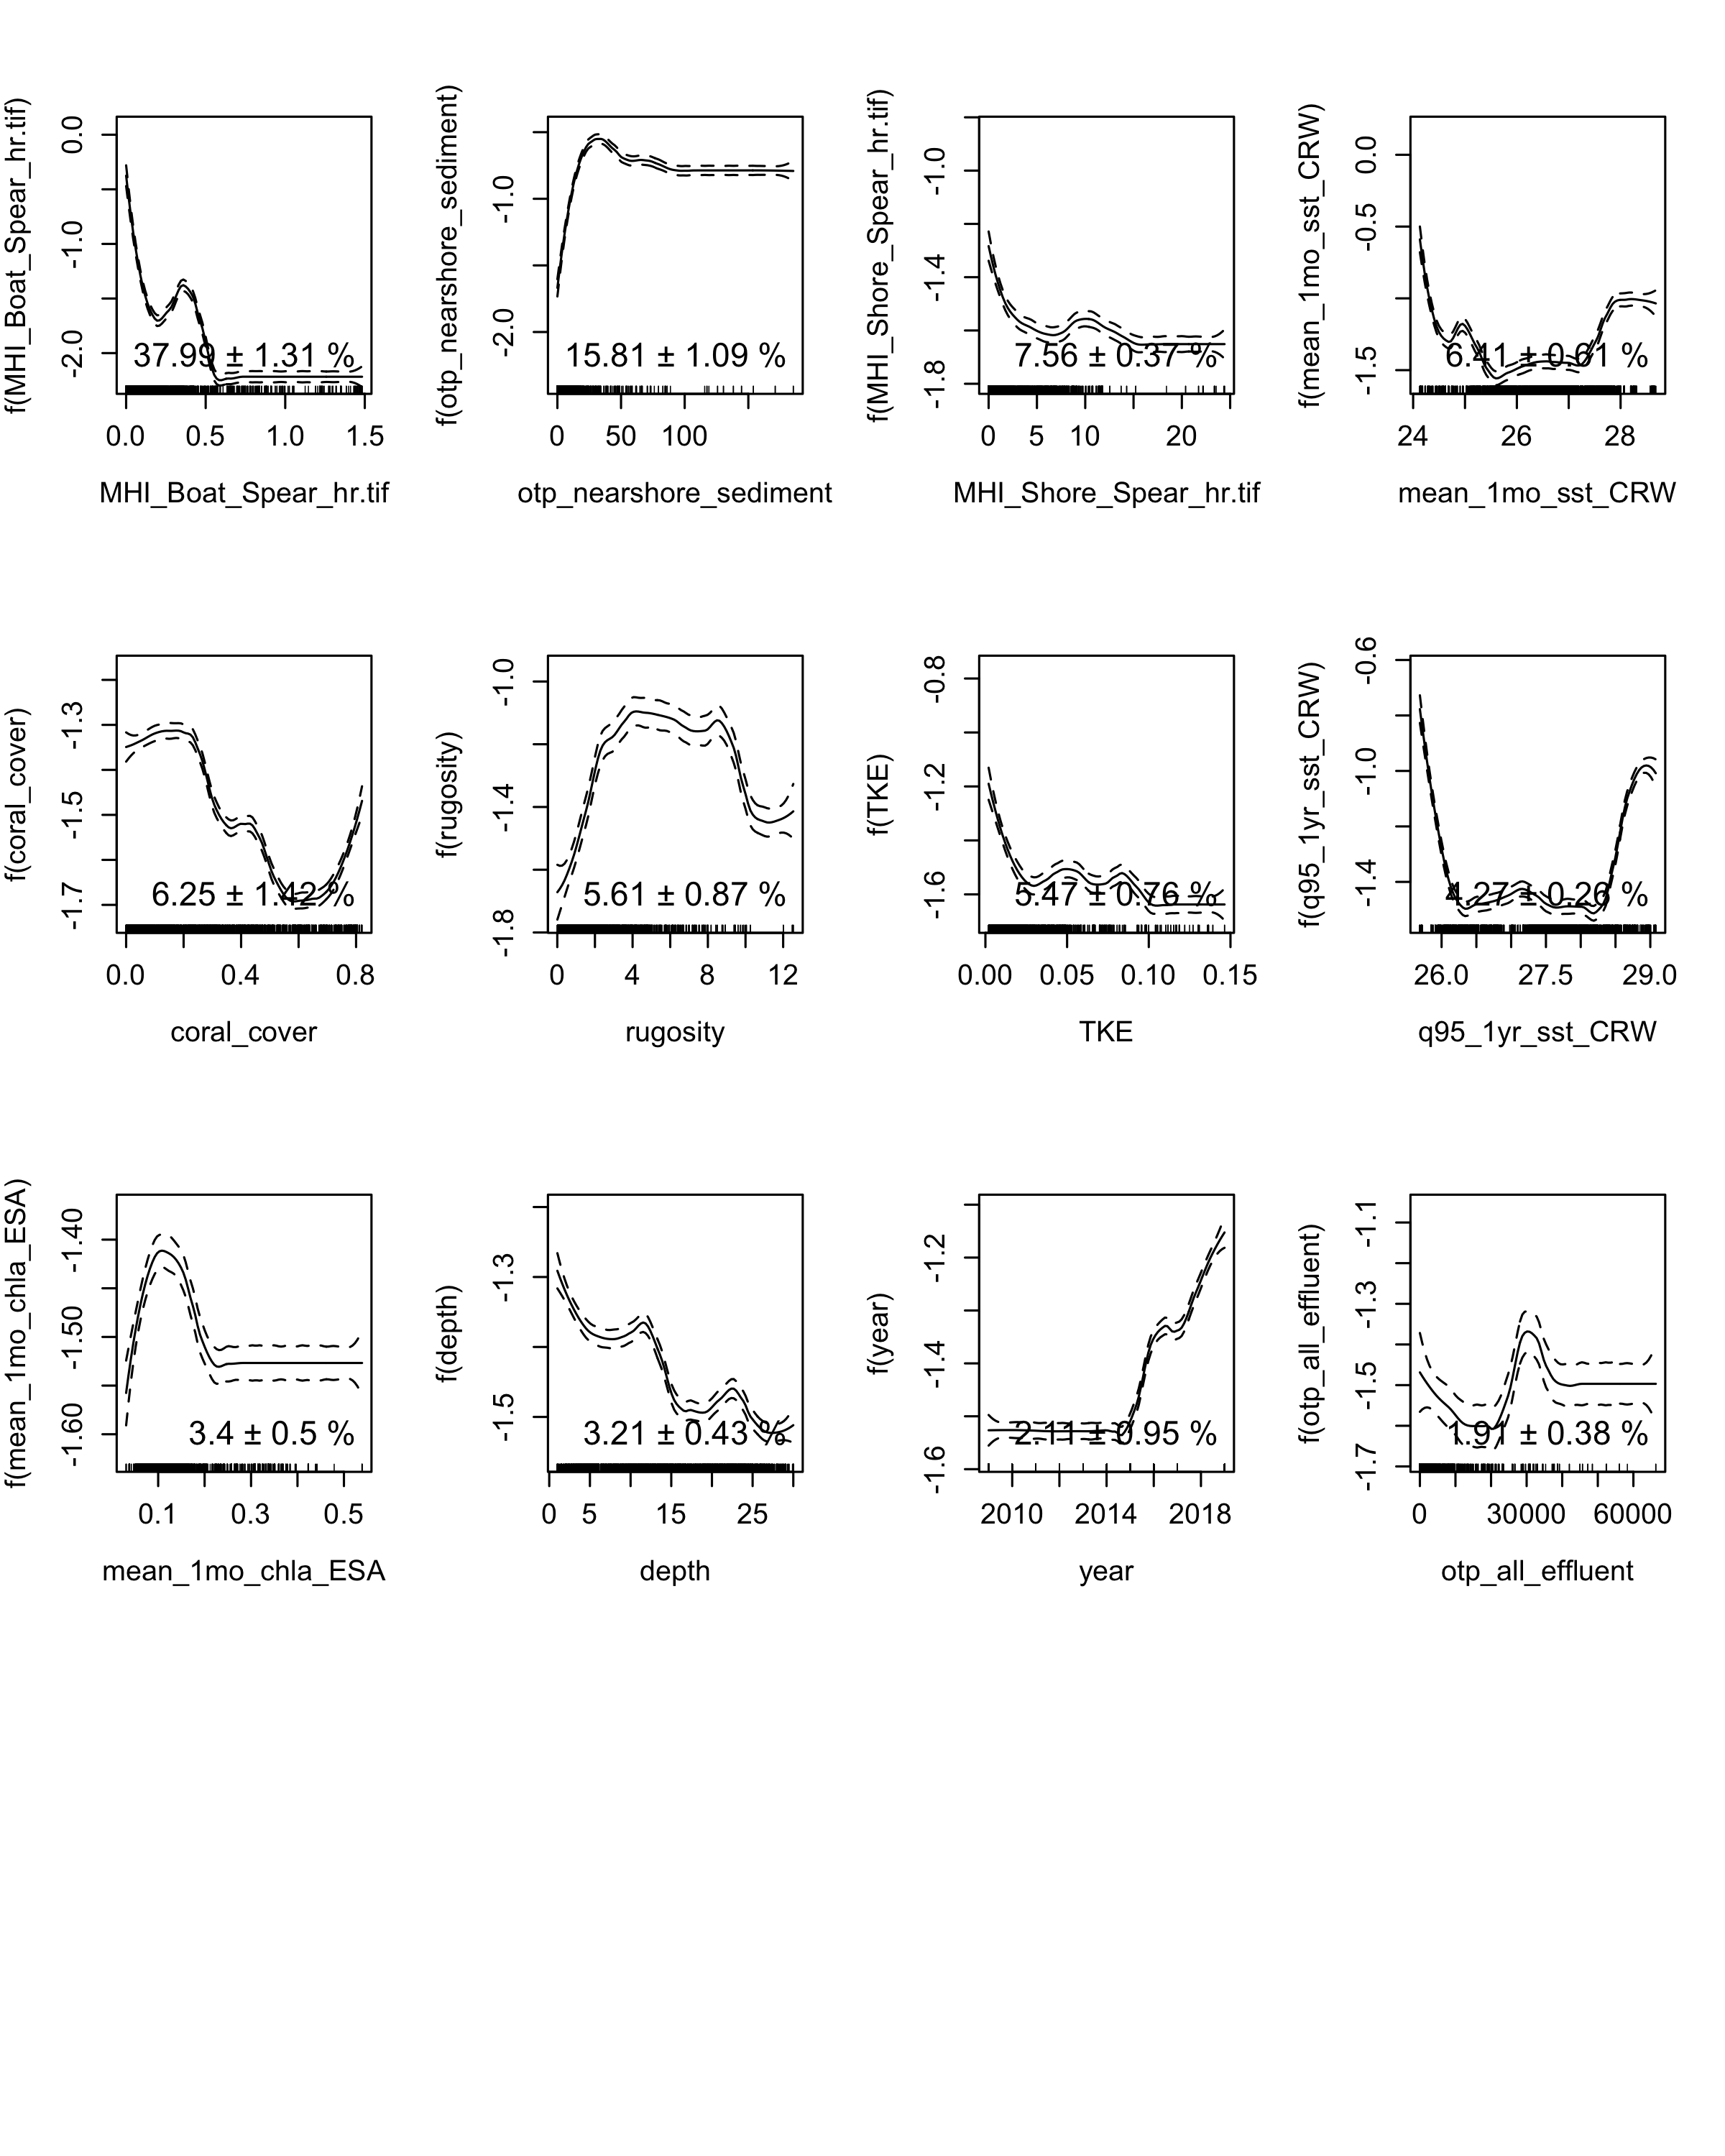 f(MHI_Boat_Spear_hr.tif)
0.0
-1.0
-2.0
37.99 ± 1.31 %
0.0 0.5 1.0 1.5
MHI_Boat_Spear_hr.tif
f(otp_nearshore_sediment)
-1.0
-2.0
15.81 ± 1.09 %
0 50 100
otp_nearshore_sediment
f(MHI_Shore_Spear_hr.tif)
-1.0
-1.4
-1.8
7.56 ± 0.37 %
0 5 10 20
MHI_Shore_Spear_hr.tif
f(mean_1mo_sst_CRW)
0.0
-0.5
-1.5
6.41 ± 0.61 %
24 26 28
mean_1mo_sst_CRW
f(coral_cover)
-1.3
-1.5
-1.7
6.25 ± 1.42 %
0.0 0.4 0.8
coral_cover
f(rugosity)
-1.0
-1.4
-1.8
5.61 ± 0.87 %
0 4 8 12
rugosity
f(TKE)
-0.8
-1.2
-1.6
5.47 ± 0.76 %
0.00 0.05 0.10 0.15
TKE
f(q95_1yr_sst_CRW)
-0.6
-1.0
-1.4
4.27 ± 0.26 %
26.0 27.5 29.0
q95_1yr_sst_CRW
f(mean_1mo_chla_ESA)
-1.40
-1.50
-1.60
3.4 ± 0.5 %
0.1 0.3 0.5
mean_1mo_chla_ESA
f(depth)
-1.3
-1.5
3.21 ± 0.43 %
0 5 15 25
depth
f(year)
-1.2
-1.4
-1.6
2.11 ± 0.95 %
2010 2014 2018
year
f(otp_all_effluent)
-1.1
-1.3
-1.5
-1.7
1.91 ± 0.38 %
0 30000 60000
otp_all_effluent